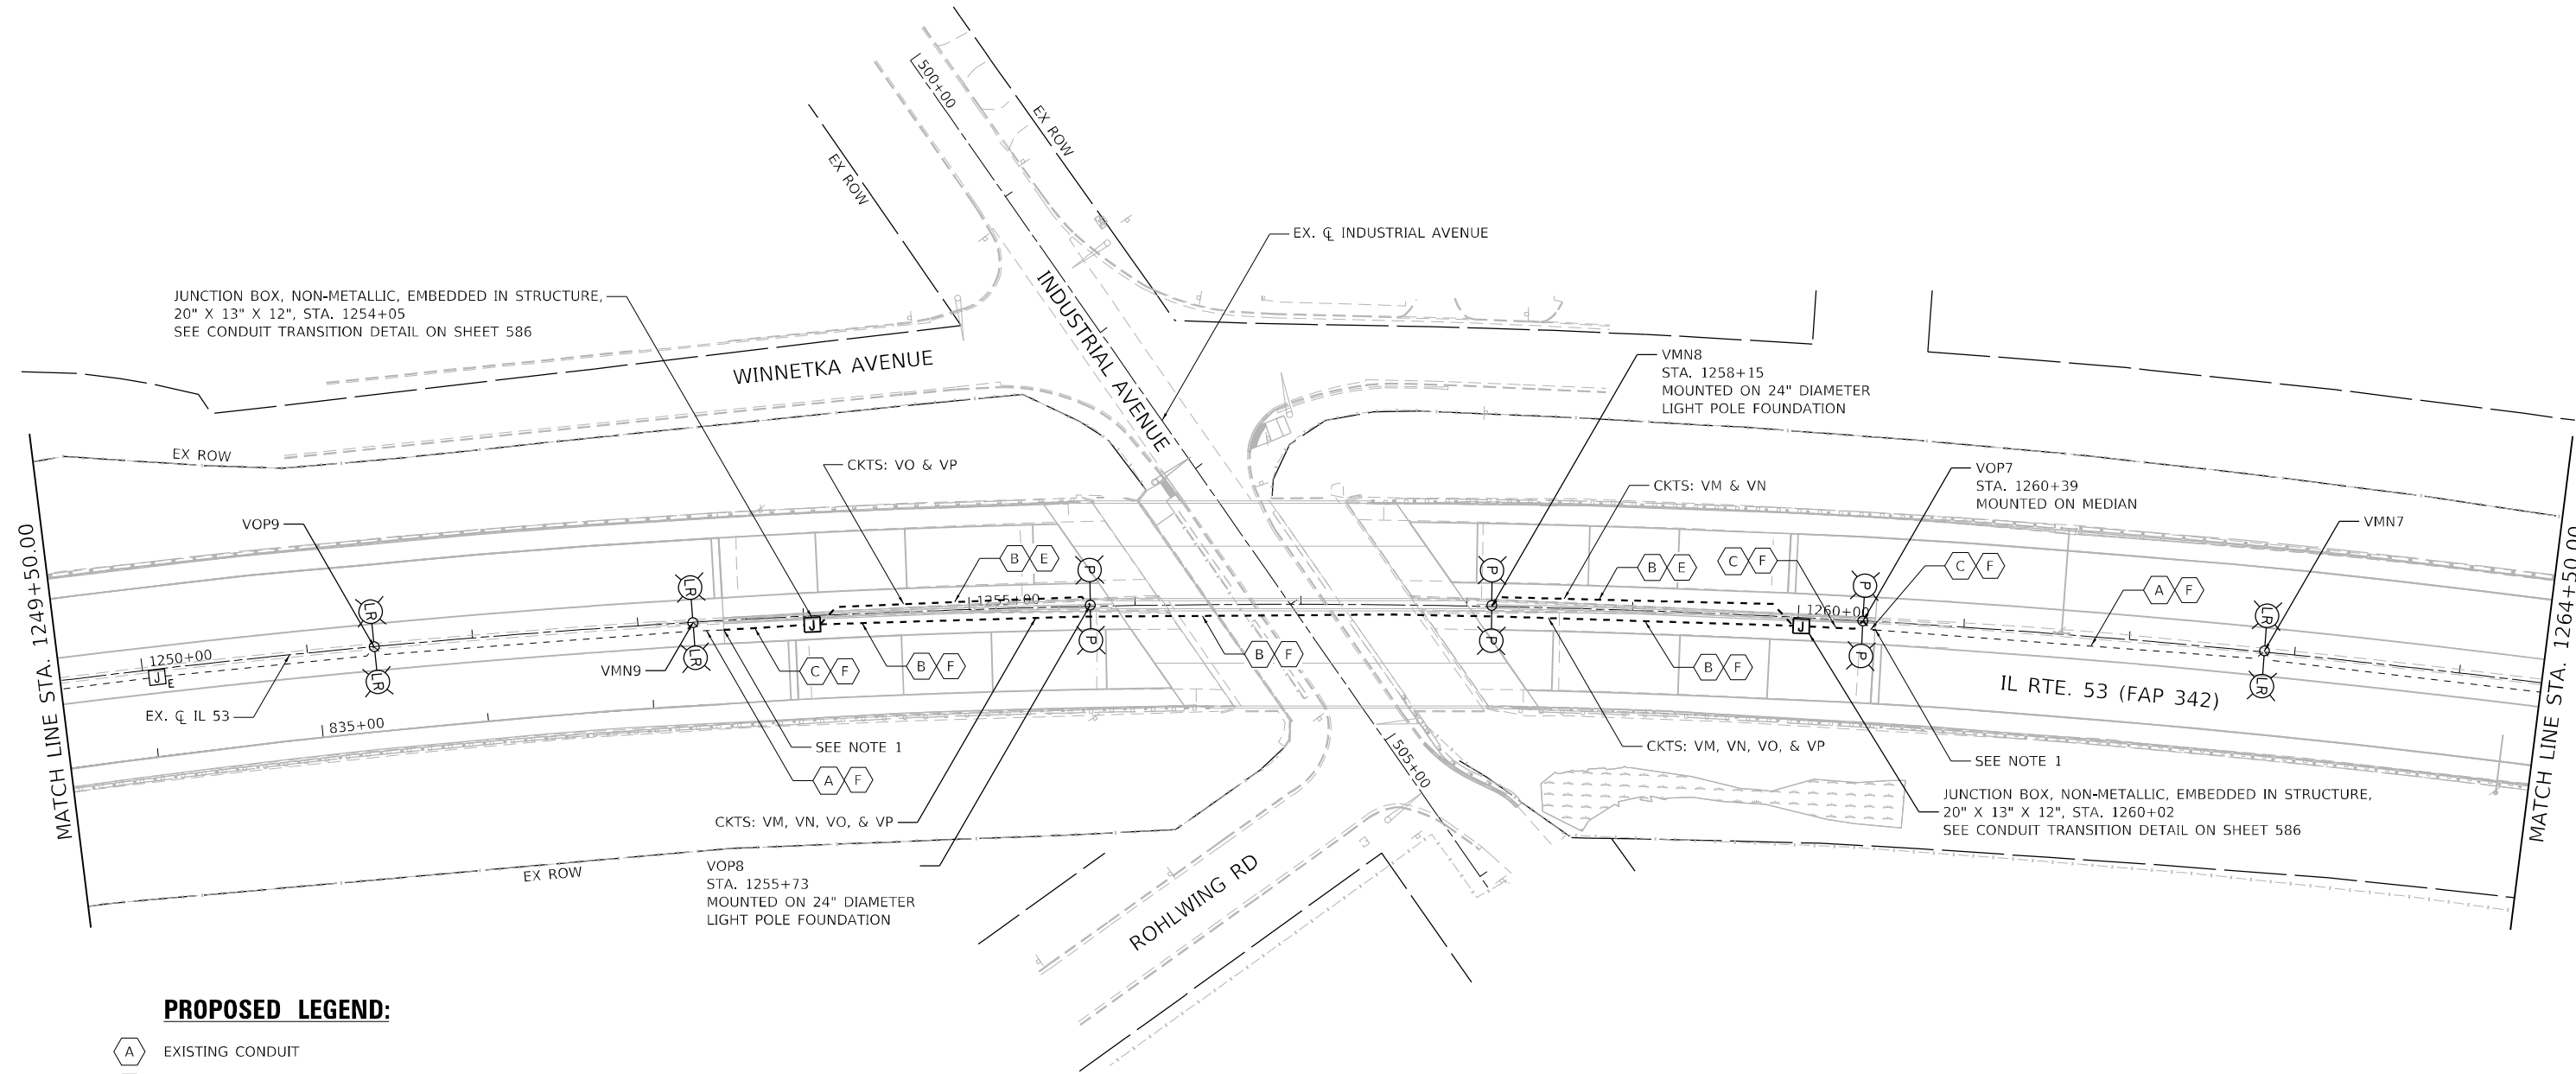 500+00
EX ROW
EX ROW
EX. ℄ INDUSTRIAL AVENUE
INDUSTRIAL AVENUE
JUNCTION BOX, NON-METALLIC, EMBEDDED IN STRUCTURE,
20" X 13" X 12", STA. 1254+05
SEE CONDUIT TRANSITION DETAIL ON SHEET 586
WINNETKA AVENUE
VMN8
STA. 1258+15
MOUNTED ON 24" DIAMETER
LIGHT POLE FOUNDATION
EX ROW
CKTS: VO & VP
CKTS: VM & VN
VOP7
STA. 1260+39
MOUNTED ON MEDIAN
VOP9
VMN7
MATCH LINE STA. 1249+50.00
MATCH LINE STA. 1264+50.00
B E
P
P
B E
C F
C F
A F
LR
LR
P
LR
1255+00
1260+00
J
J
P
P
P
1250+00
J E
LR
LR
LR
VMN9
C F
B F
B F
B F
IL RTE. 53 (FAP 342)
EX. ℄ IL 53
835+00
SEE NOTE 1
A F
CKTS: VM, VN, VO, & VP
SEE NOTE 1
505+00
JUNCTION BOX, NON-METALLIC, EMBEDDED IN STRUCTURE,
20" X 13" X 12", STA. 1260+02
SEE CONDUIT TRANSITION DETAIL ON SHEET 586
CKTS: VM, VN, VO, & VP
VOP8
STA. 1255+73
MOUNTED ON 24" DIAMETER
LIGHT POLE FOUNDATION
EX ROW
ROHLWING RD
PROPOSED LEGEND:
A EXISTING CONDUIT